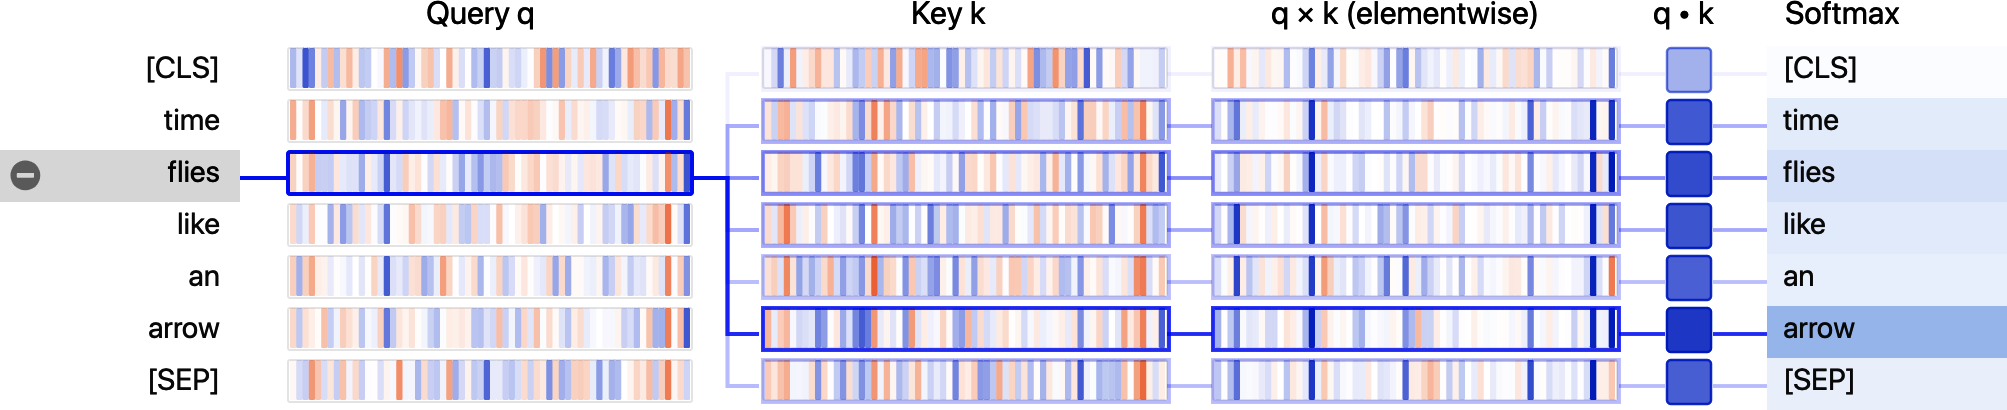 Query q Key k q × k (elementwise) q • k Softmax
[CLS] [CLS]
time time
flies flies
like like
an an
arrow arrow
[SEP] [SEP]